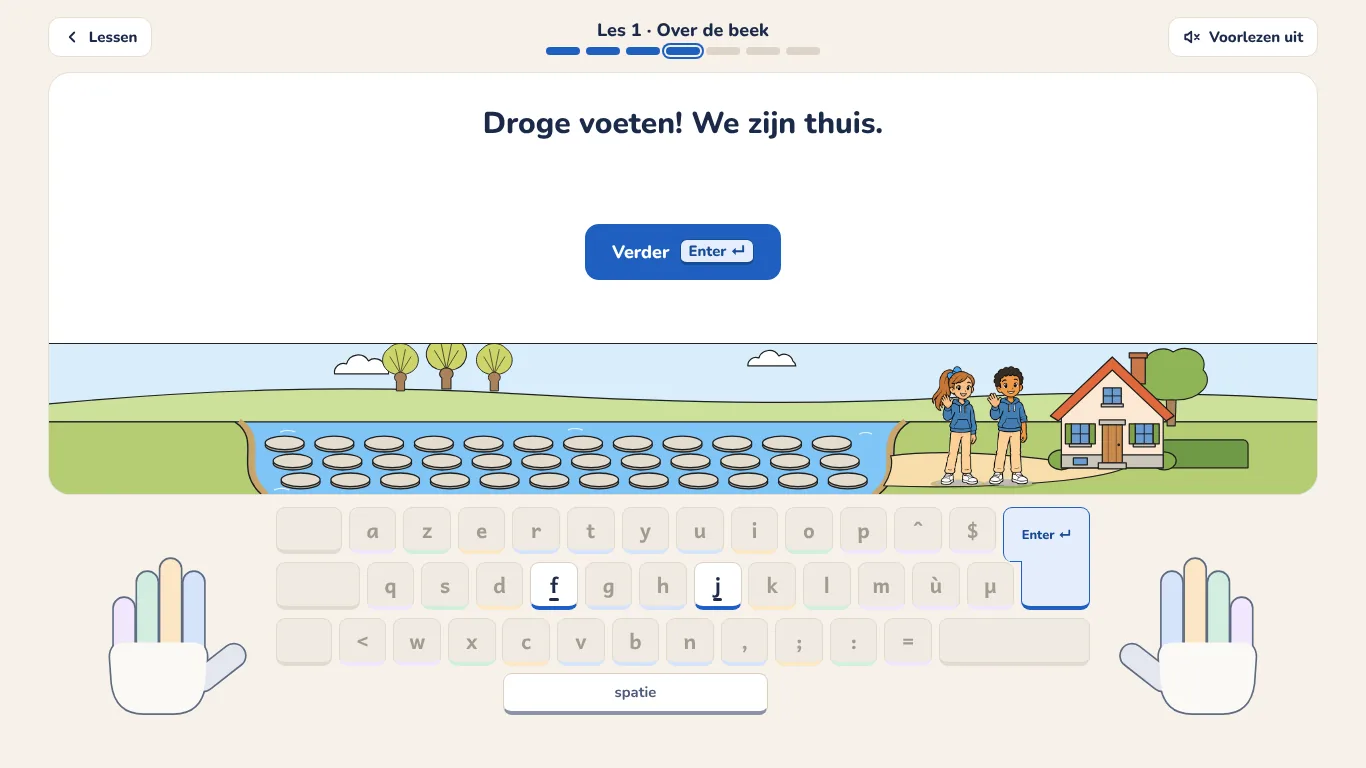 Lessen
Les 1 · Over de beek
Voorlezen uit
Droge voeten! We zijn thuis.
Verder Enter ↵
a z e r t y u i o p ^ $ Enter ↵
q s d f g h j k l m ù µ
< w x c v b n , ; : =
spatie